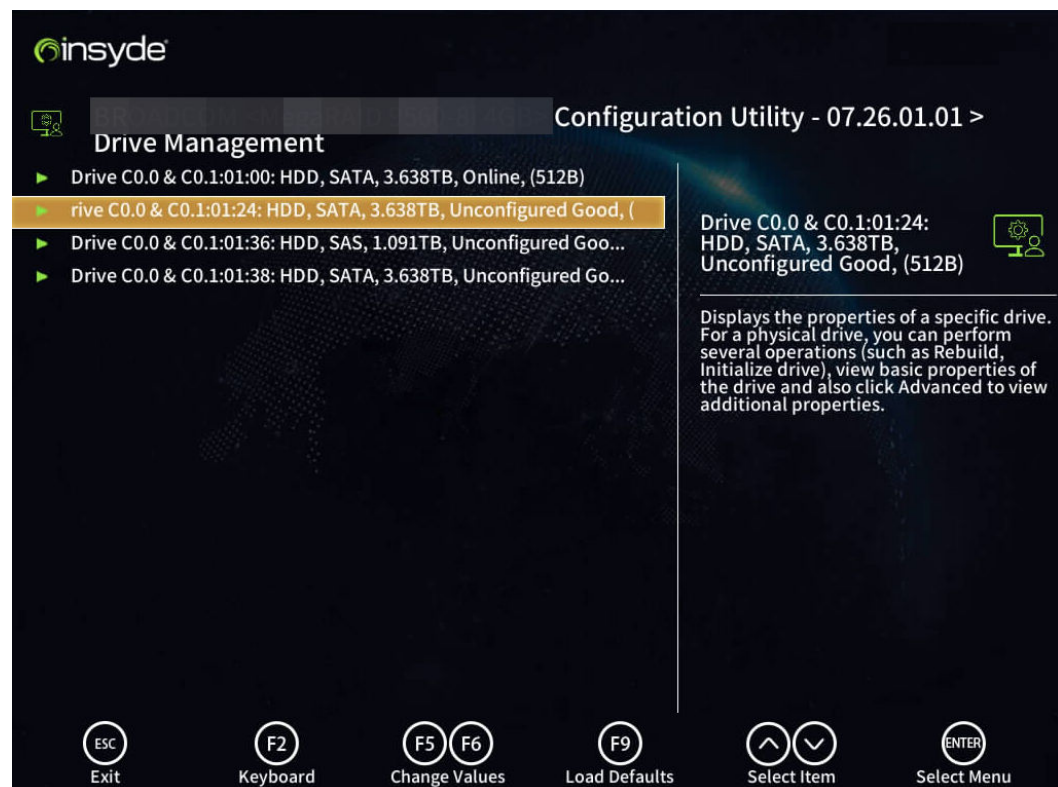 insyde
Configuration Utility - 07.26.01.01 >
Drive Management
Drive C0.0 & C0.1:01:00: HDD, SATA, 3.638TB, Online, (512B)
rive C0.0 & C0.1:01:24: HDD, SATA, 3.638TB, Unconfigured Good, (
Drive C0.0 & C0.1:01:36: HDD, SAS, 1.091TB, Unconfigured Goo...
Drive C0.0 & C0.1:01:38: HDD, SATA, 3.638TB, Unconfigured Go...
Drive C0.0 & C0.1:01:24:
HDD, SATA, 3.638TB,
Unconfigured Good, (512B)
Displays the properties of a specific drive.
For a physical drive, you can perform
several operations (such as Rebuild,
Initialize drive), view basic properties of
the drive and also click Advanced to view
additional properties.
ESC F2 F5 F6 F9 ENTER
Exit Keyboard Change Values Load Defaults Select Item Select Menu